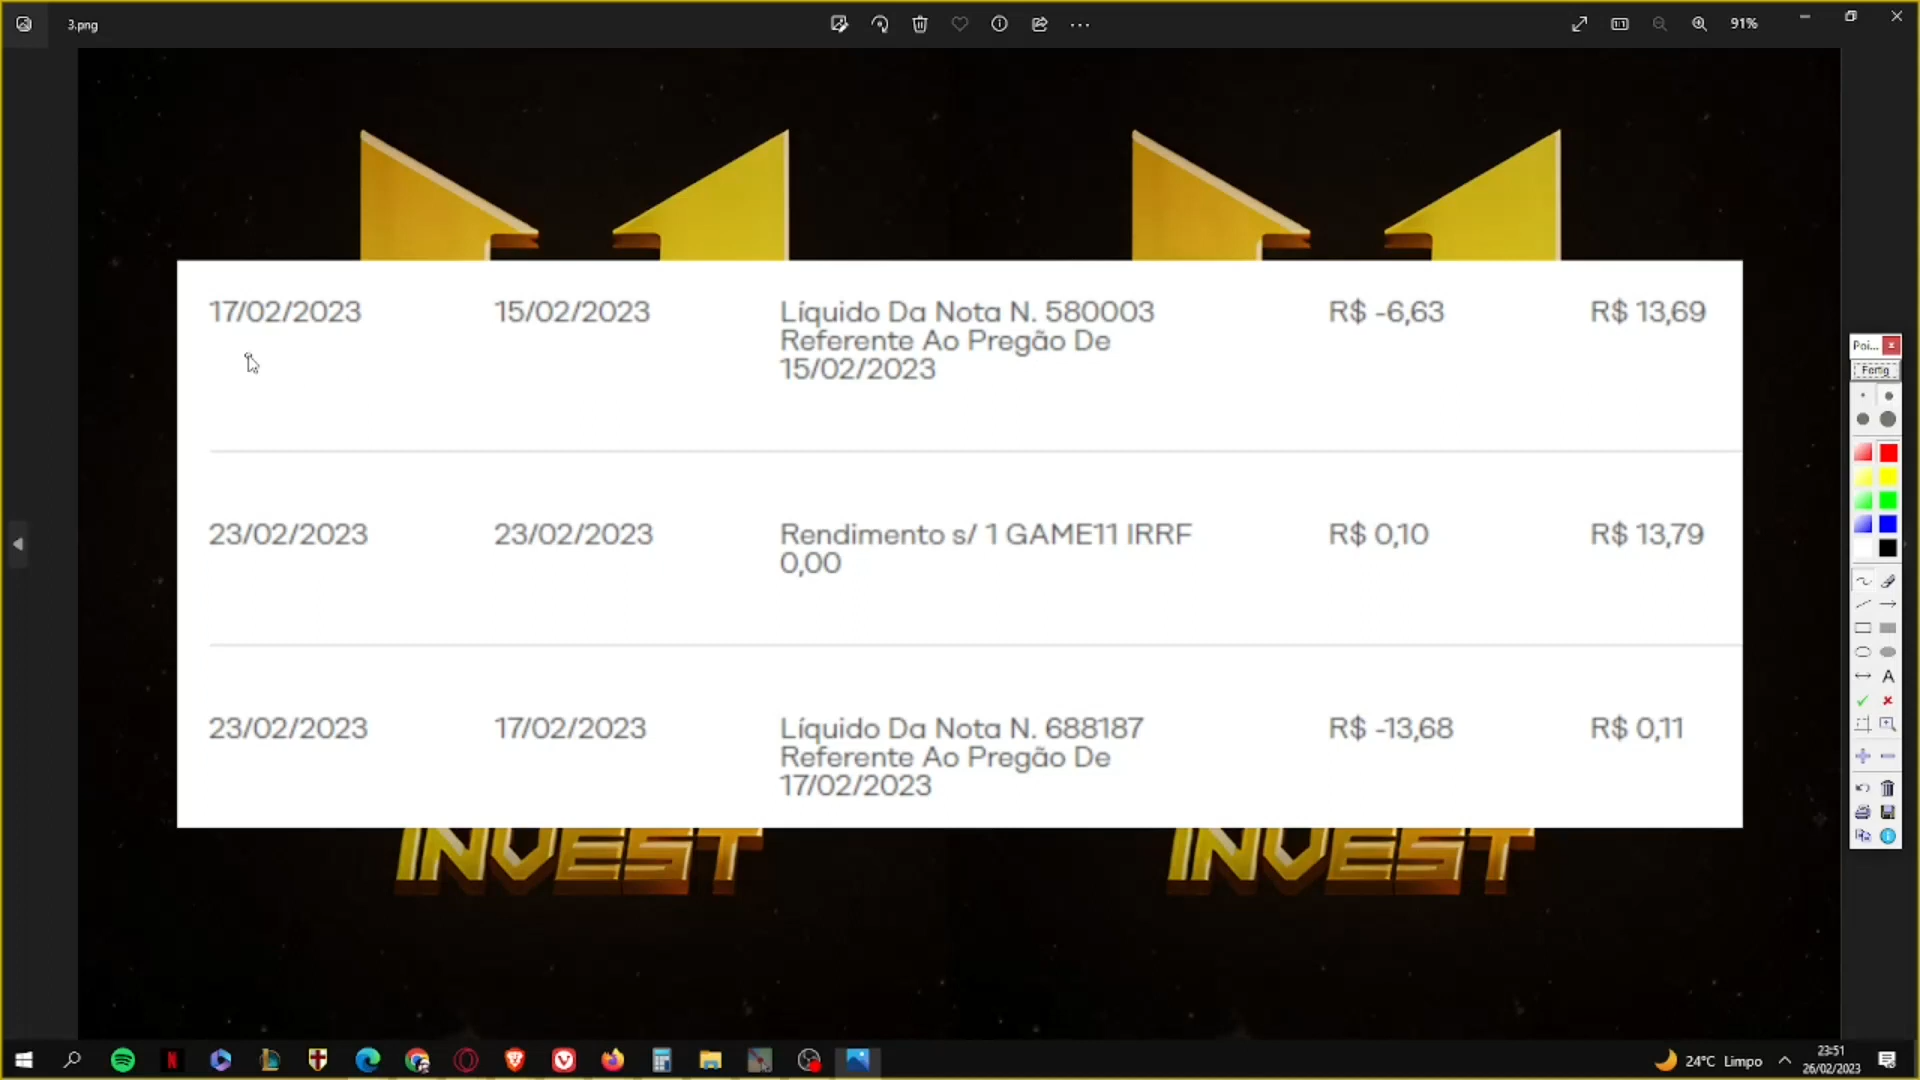 3.png
91%
17/02/2023 15/02/2023 Líquido Da Nota N. 580003 R$ -6,63 R$ 13,69
Referente Ao Pregão De
15/02/2023
Poi...
Fertig
23/02/2023 23/02/2023 Rendimento s/ 1 GAME11 IRRF R$ 0,10 R$ 13,79
0,00
23/02/2023 17/02/2023 Líquido Da Nota N. 688187 R$ -13,68 R$ 0,11
Referente Ao Pregão De
17/02/2023
INVEST INVEST
24°C Limpo
23:51
26/02/2023